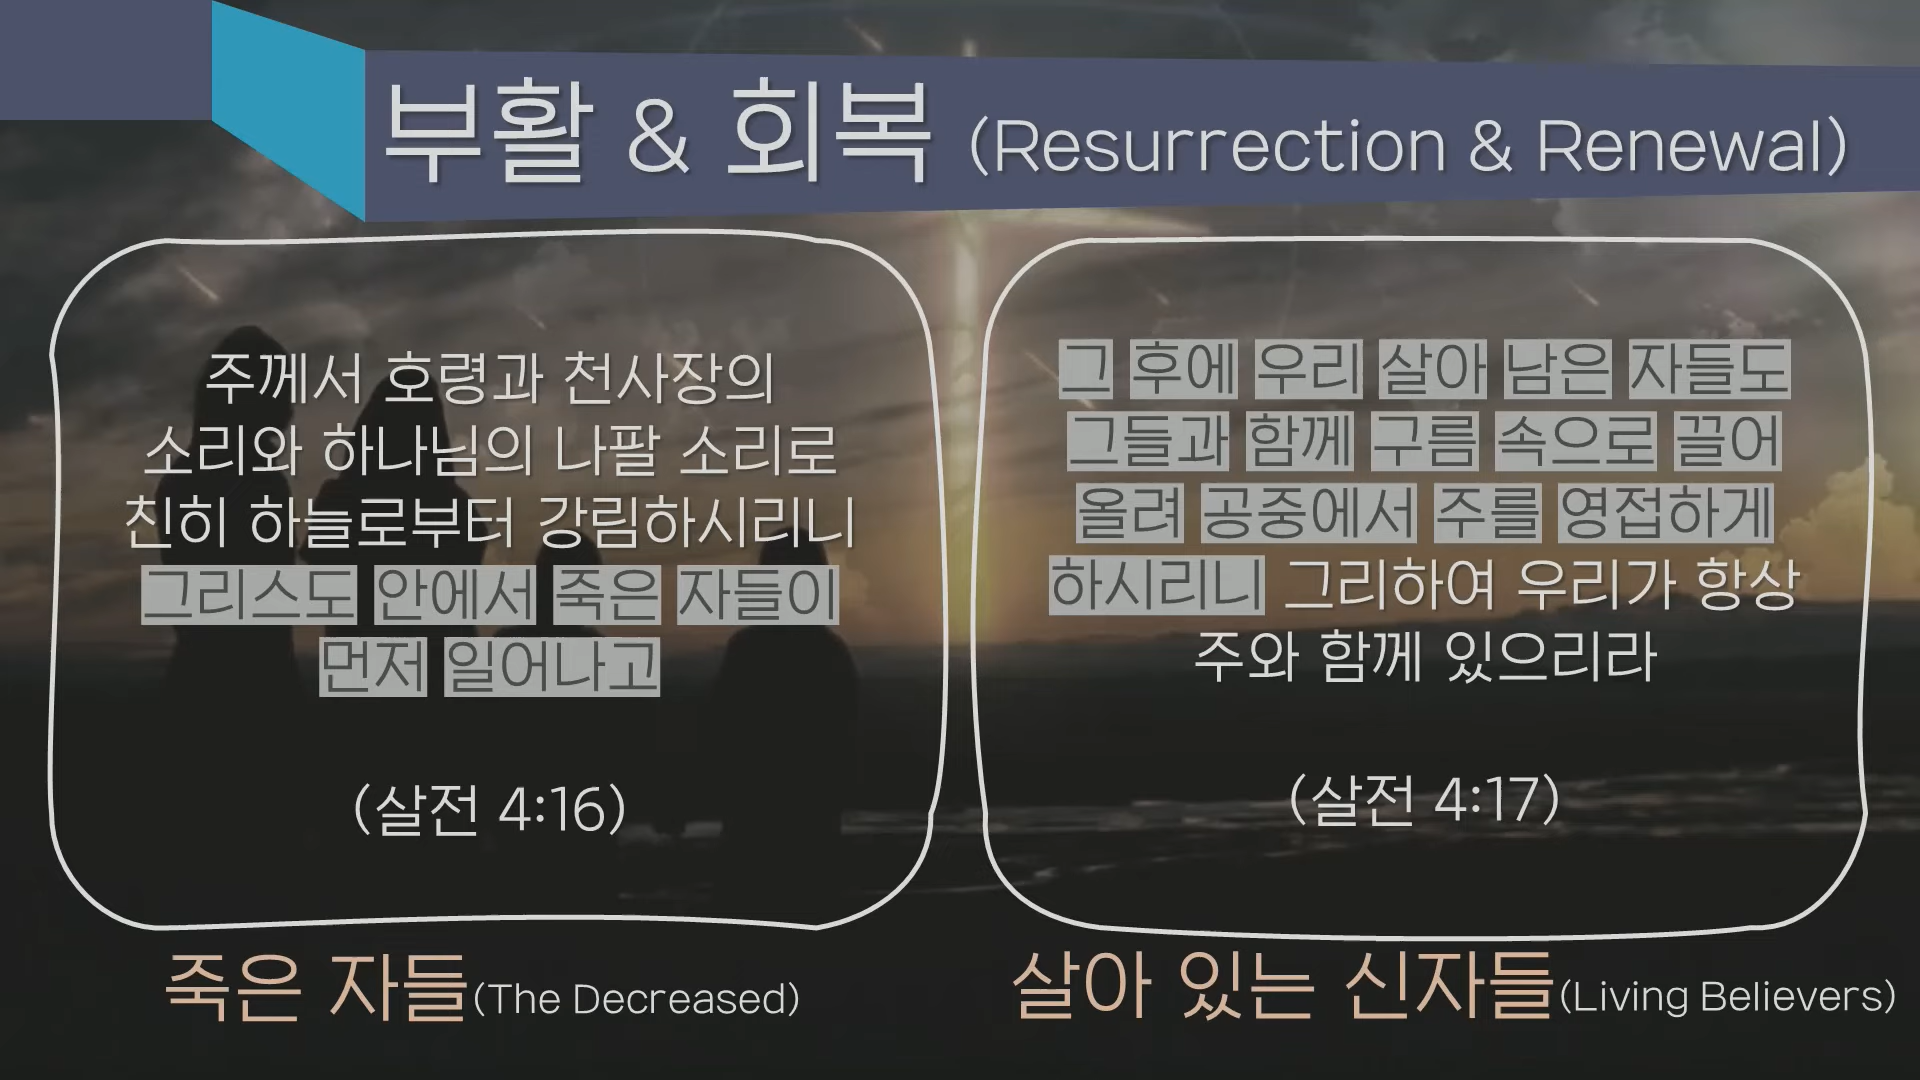 부활 & 회복 (Resurrection & Renewal)
주께서 호령과 천사장의
소리와 하나님의 나팔 소리로
친히 하늘로부터 강림하시리니
그리스도 안에서 죽은 자들이
먼저 일어나고
(살전 4:16)
죽은 자들(The Decreased)
그 후에 우리 살아 남은 자들도
그들과 함께 구름 속으로 끌어
올려 공중에서 주를 영접하게
하시리니 그리하여 우리가 항상
주와 함께 있으리라
(살전 4:17)
살아 있는 신자들(Living Believers)